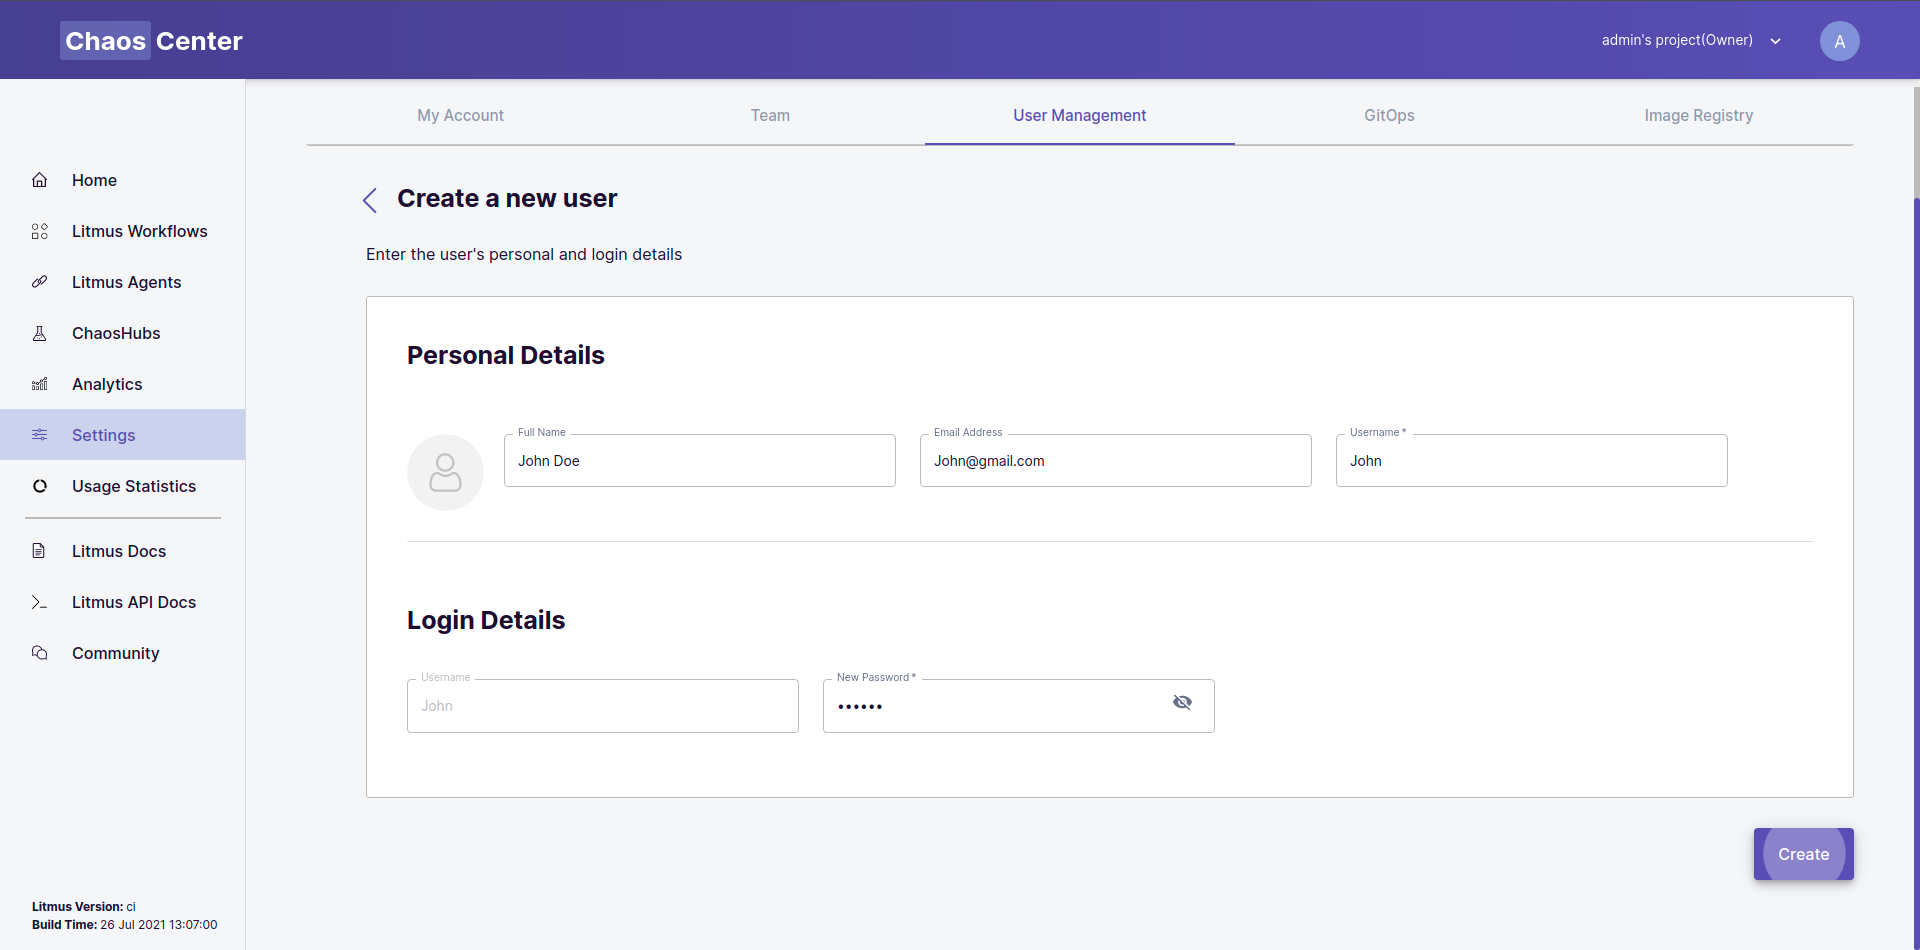 Chaos Center
admin's project(Owner)
A
My Account
Team
User Management
GitOps
Image Registry
Home
Litmus Workflows
Litmus Agents
ChaosHubs
Analytics
Settings
Usage Statistics
Litmus Docs
Litmus API Docs
Community
Litmus Version: ci
Build Time: 26 Jul 2021 13:07:00
Create a new user
Enter the user's personal and login details
Personal Details
Full Name
John Doe
Email Address
John@gmail.com
Username *
John
Login Details
Username
John
New Password *
••••••
Create